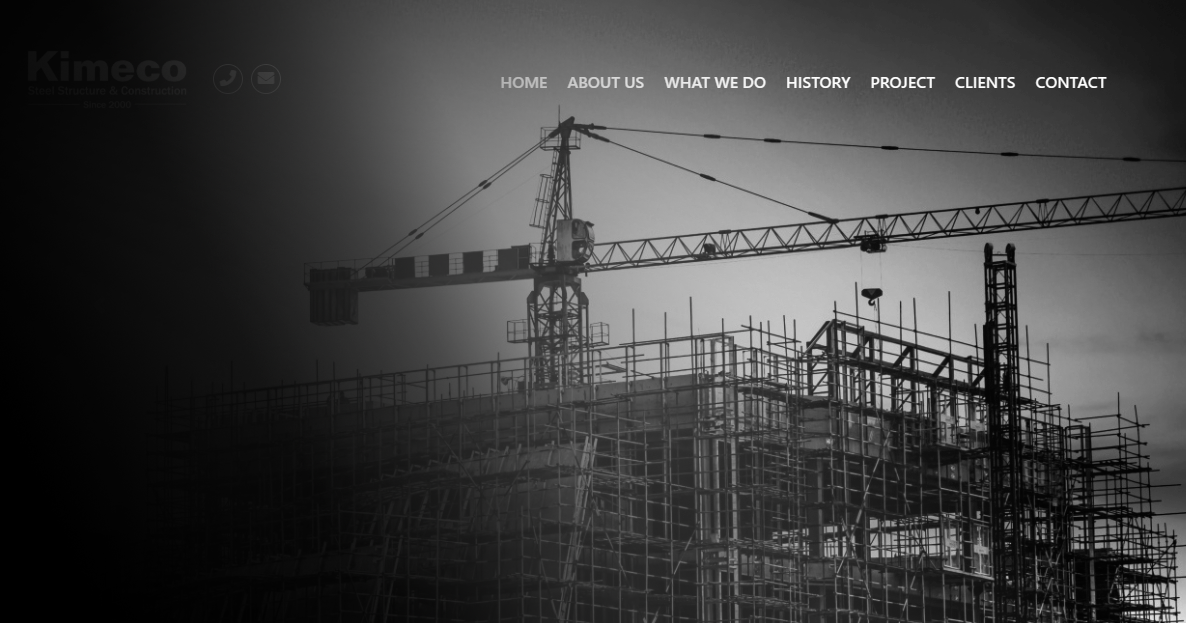 Kimeco
Steel Structure & Construction
Since 2000
HOME ABOUT US WHAT WE DO HISTORY PROJECT CLIENTS CONTACT